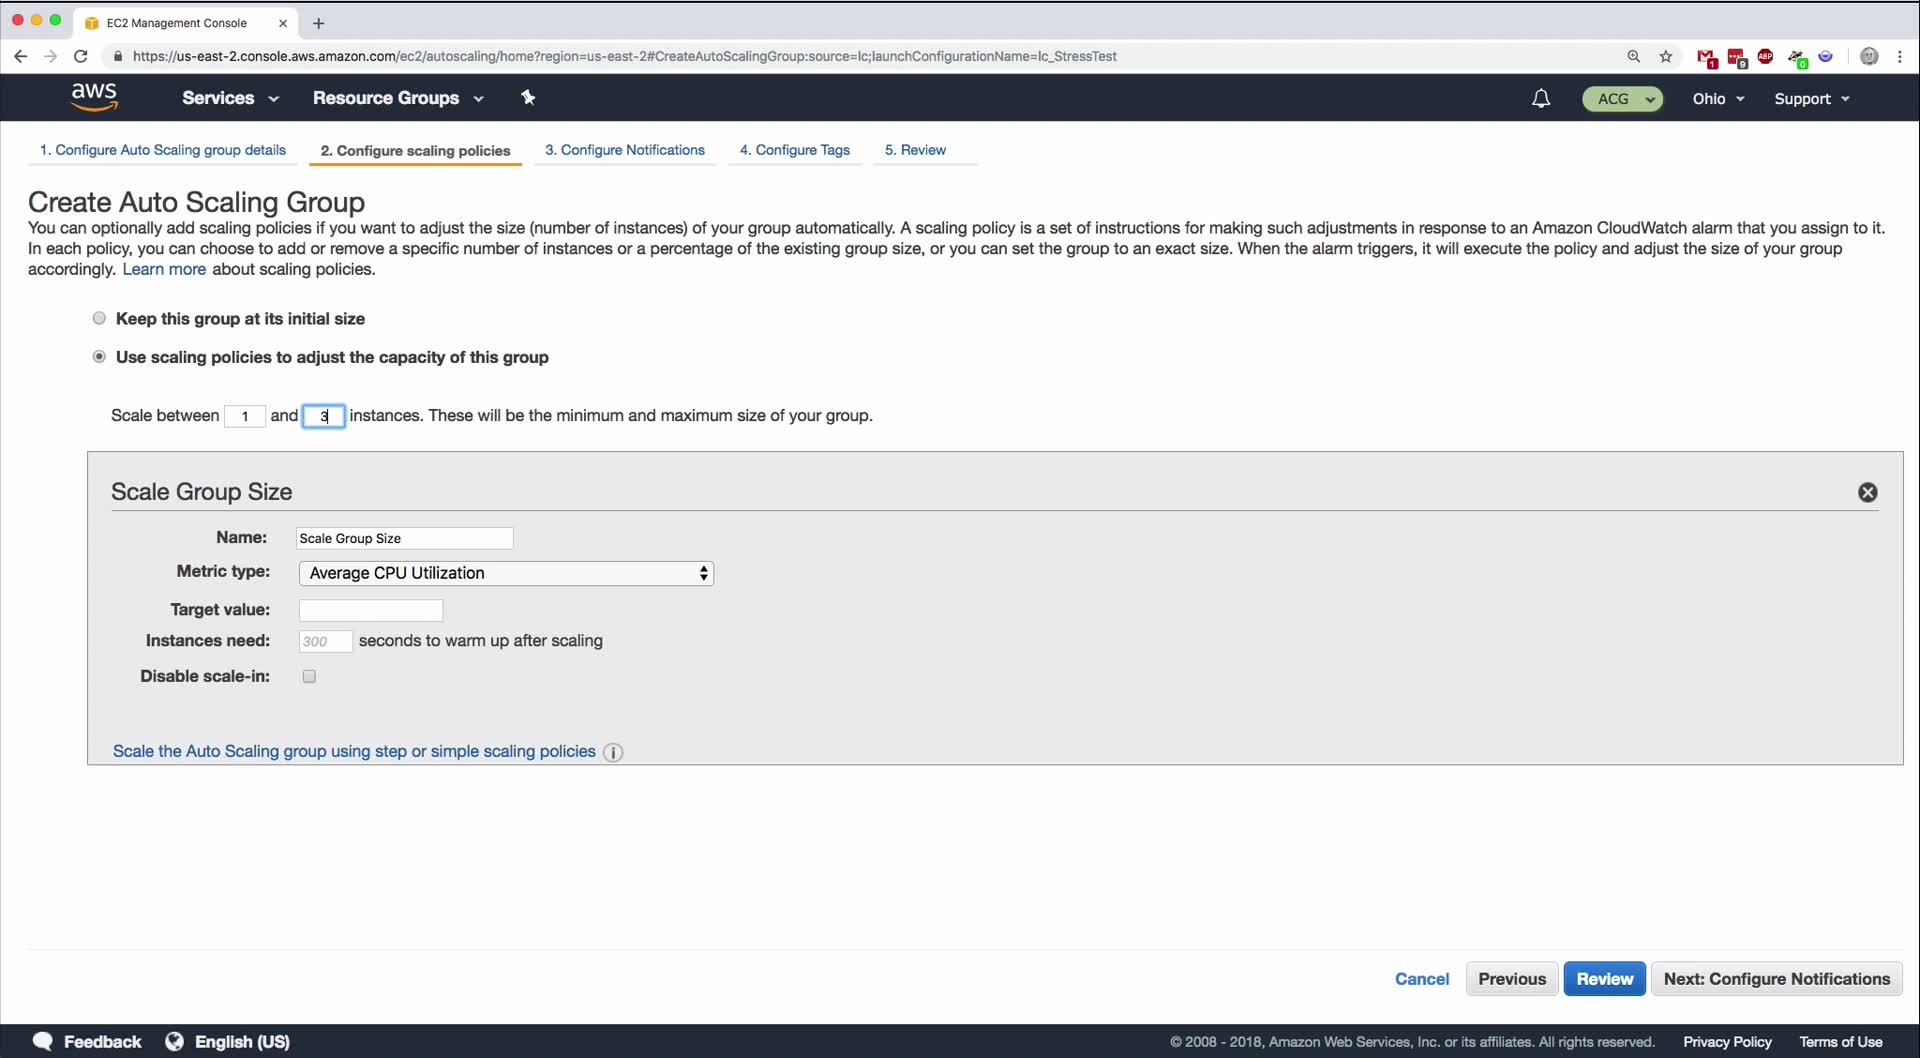 EC2 Management Console
https://us-east-2.console.aws.amazon.com/ec2/autoscaling/home?region=us-east-2#CreateAutoScalingGroup:source=lc;launchConfigurationName=lc_StressTest
1
9
ABP
0
aws
Services
Resource Groups
ACG
Ohio
Support
1. Configure Auto Scaling group details
2. Configure scaling policies
3. Configure Notifications
4. Configure Tags
5. Review
Create Auto Scaling Group
You can optionally add scaling policies if you want to adjust the size (number of instances) of your group automatically. A scaling policy is a set of instructions for making such adjustments in response to an Amazon CloudWatch alarm that you assign to it.
In each policy, you can choose to add or remove a specific number of instances or a percentage of the existing group size, or you can set the group to an exact size. When the alarm triggers, it will execute the policy and adjust the size of your group
accordingly. Learn more about scaling policies.
Keep this group at its initial size
Use scaling policies to adjust the capacity of this group
Scale between 1 and 3 instances. These will be the minimum and maximum size of your group.
Scale Group Size
Name: Scale Group Size
Metric type: Average CPU Utilization
Target value:
Instances need: 300 seconds to warm up after scaling
Disable scale-in:
Scale the Auto Scaling group using step or simple scaling policies i
Cancel
Previous
Review
Next: Configure Notifications
Feedback
English (US)
© 2008 - 2018, Amazon Web Services, Inc. or its affiliates. All rights reserved.
Privacy Policy
Terms of Use